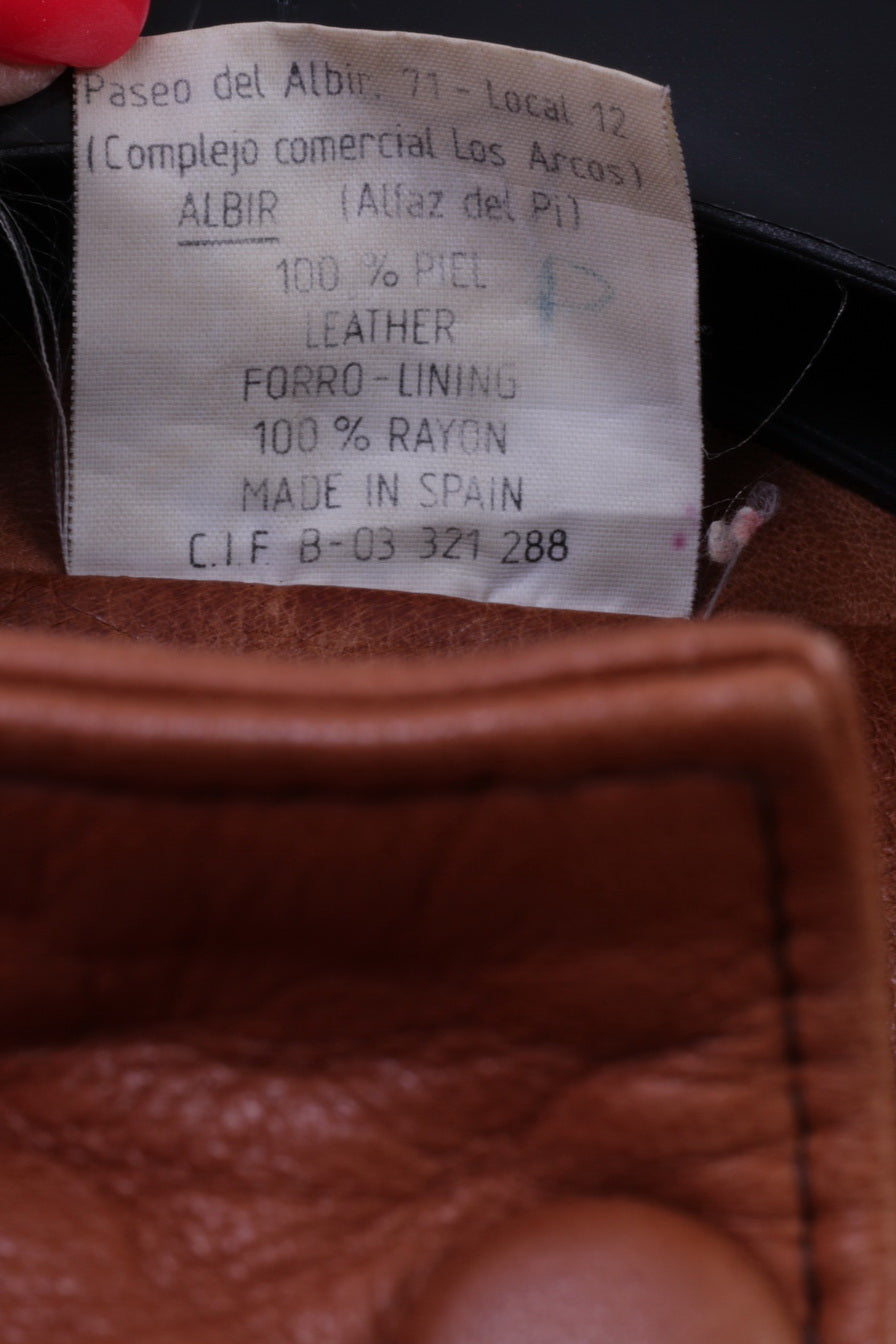 Paseo del Albir, 71 - Local 12
(Complejo comercial Los Arcos)
ALBIR (Alfaz del Pi)
100 % PIEL
LEATHER
FORRO-LINING
100 % RAYON
MADE IN SPAIN
C.I.F. B-03 321 288